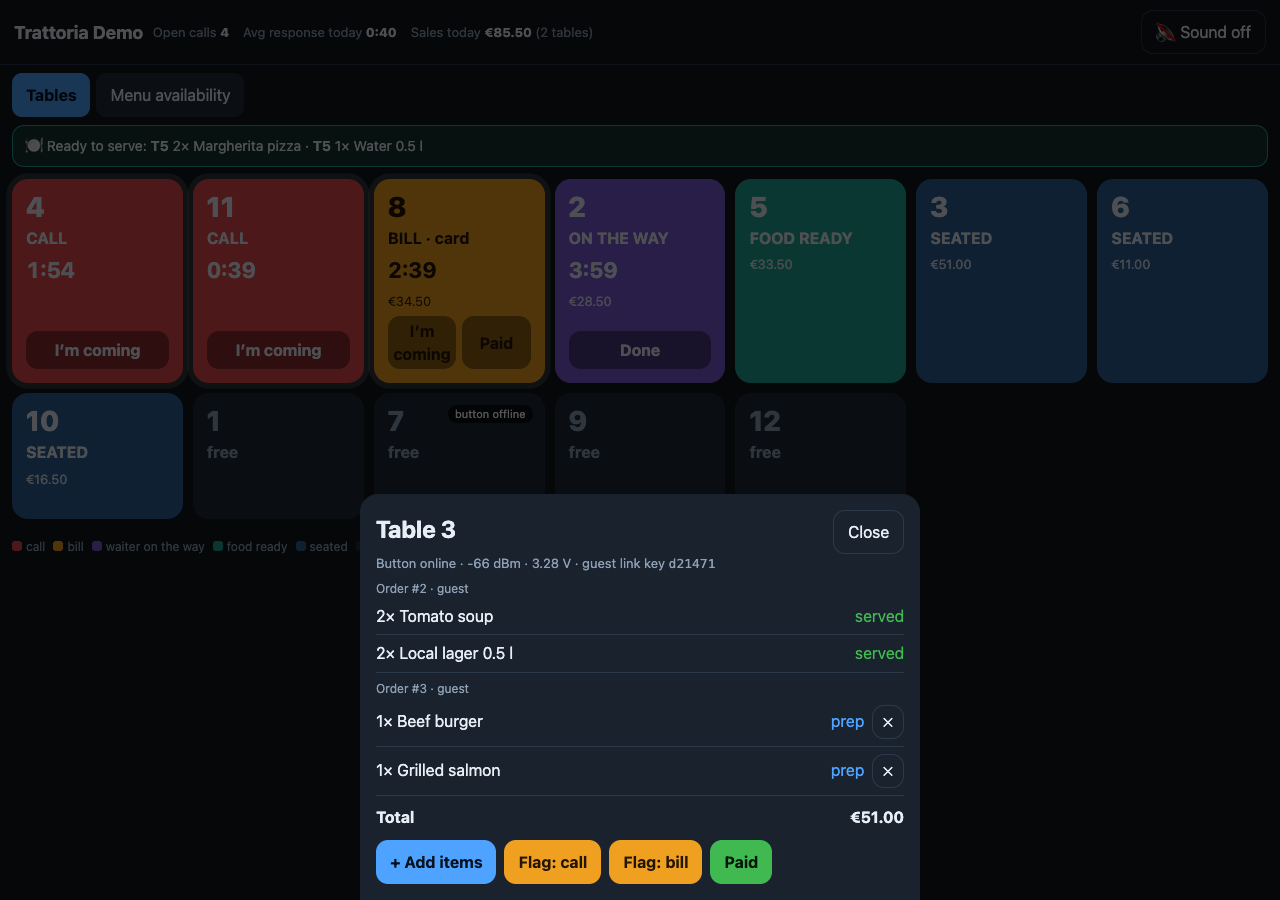 Trattoria Demo Open calls 4 Avg response today 0:40 Sales today €85.50 (2 tables) Sound off
Tables Menu availability
Ready to serve: T5 2× Margherita pizza · T5 1× Water 0.5 l
4
CALL
1:54
I’m coming
11
CALL
0:39
I’m coming
8
BILL · card
2:39
€34.50
I’m coming Paid
2
ON THE WAY
3:59
€28.50
Done
5
FOOD READY
€33.50
3
SEATED
€51.00
6
SEATED
€11.00
10
SEATED
€16.50
1
free
7 button offline
free
9
free
12
free
call bill waiter on the way food ready seated
Table 3 Close
Button online · -66 dBm · 3.28 V · guest link key d21471
Order #2 · guest
2× Tomato soup served
2× Local lager 0.5 l served
Order #3 · guest
1× Beef burger prep ×
1× Grilled salmon prep ×
Total €51.00
+ Add items Flag: call Flag: bill Paid